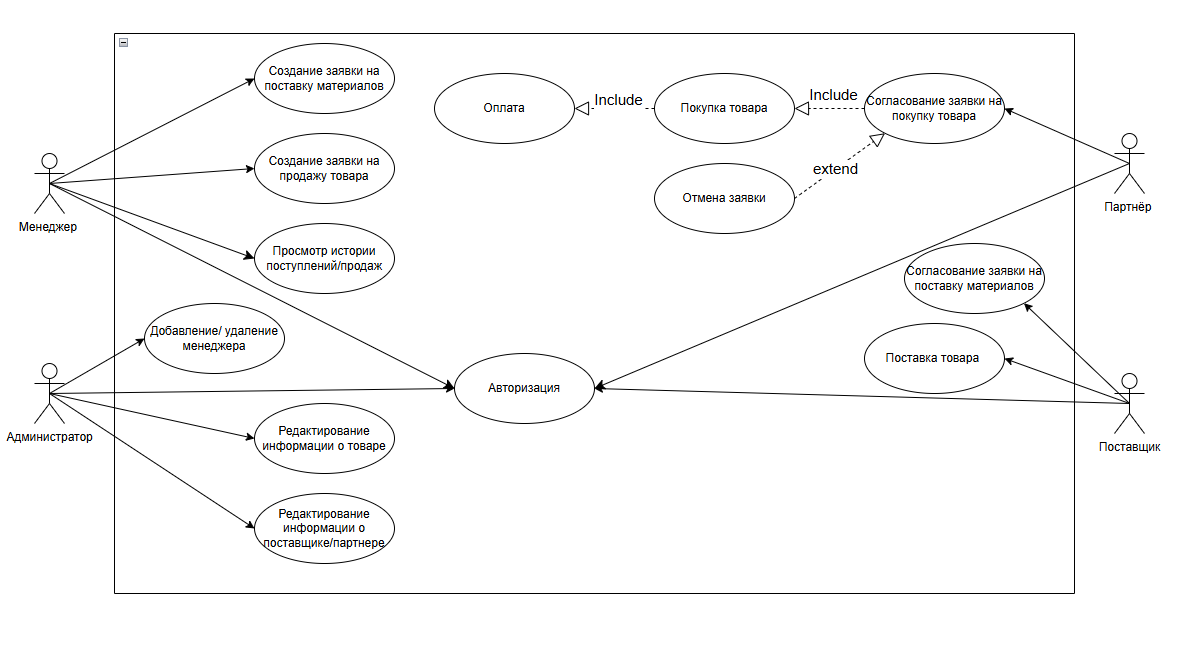 Создание заявки на
поставку материалов
Оплата
Include
Покупка товара
Include
Согласование заявки на
покупку товара
Создание заявки на
продажу товара
extend
Отмена заявки
Менеджер
Партнёр
Просмотр истории
поступлений/продаж
Согласование заявки на
поставку материалов
Добавление/ удаление
менеджера
Поставка товара
Авторизация
Администратор
Поставщик
Редактирование
информации о товаре
Редактирование
информации о
поставщике/партнере